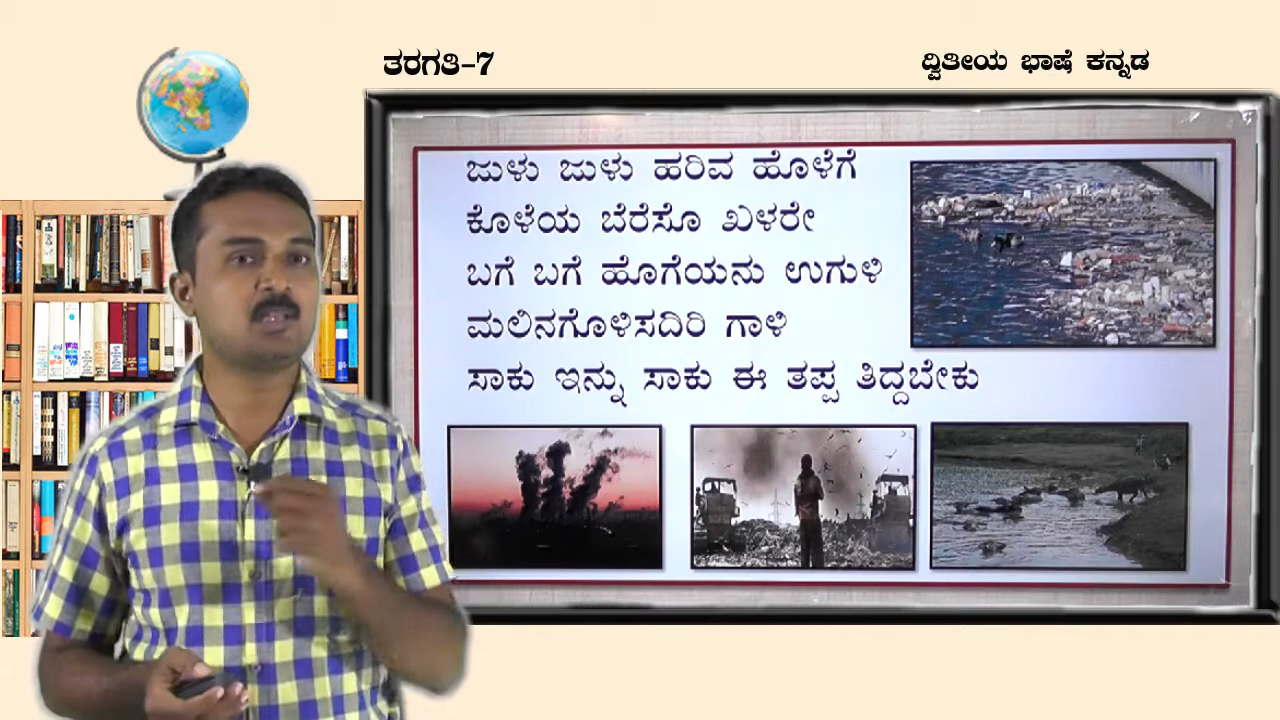 ತರಗತಿ-7
ದ್ವಿತೀಯ ಭಾಷೆ ಕನ್ನಡ
ಜುಳು ಜುಳು ಹರಿವ ಹೊಳೆಗೆ
ಕೊಳೆಯ ಬೆರೆಸೊ ಖಳರೇ
ಬಗೆ ಬಗೆ ಹೊಗೆಯನು ಉಗುಳಿ
ಮಲಿನಗೊಳಿಸದಿರಿ ಗಾಳಿ
ಸಾಕು ಇನ್ನು ಸಾಕು ಈ ತಪ್ಪ ತಿದ್ದಬೇಕು